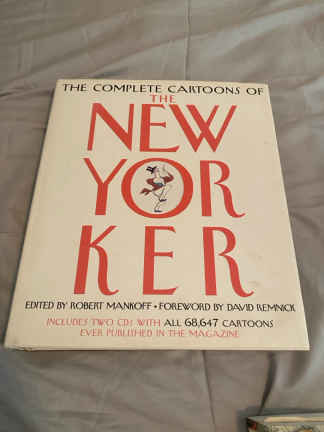 THE COMPLETE CARTOONS OF
THE
NEW
YOR
KER
EDITED BY ROBERT MANKOFF • FOREWORD BY DAVID REMNICK
INCLUDES TWO CDS WITH ALL 68,647 CARTOONS
EVER PUBLISHED IN THE MAGAZINE